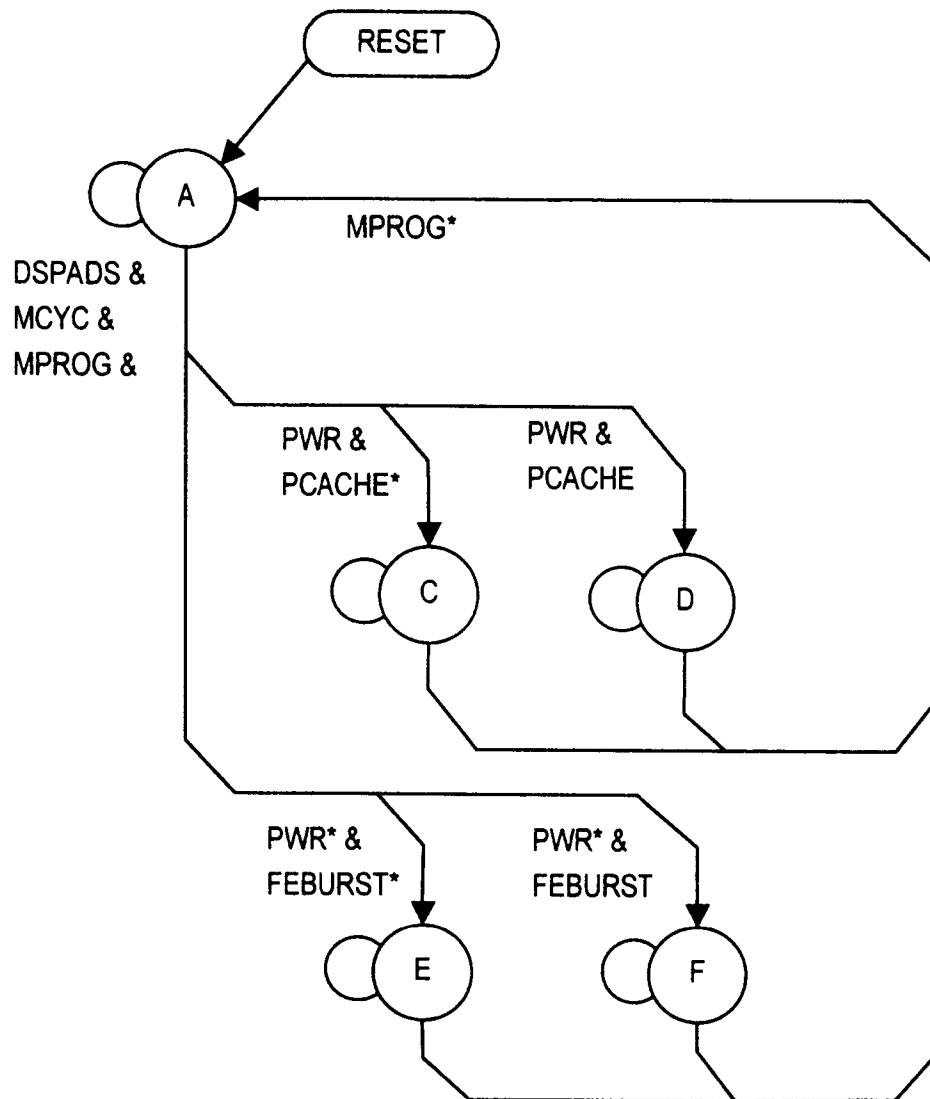 RESET
A
MPROG*
DSPADS &
MCYC &
MPROG &
PWR &
PCACHE*
PWR &
PCACHE
C
D
PWR* &
FEBURST*
PWR* &
FEBURST
E
F